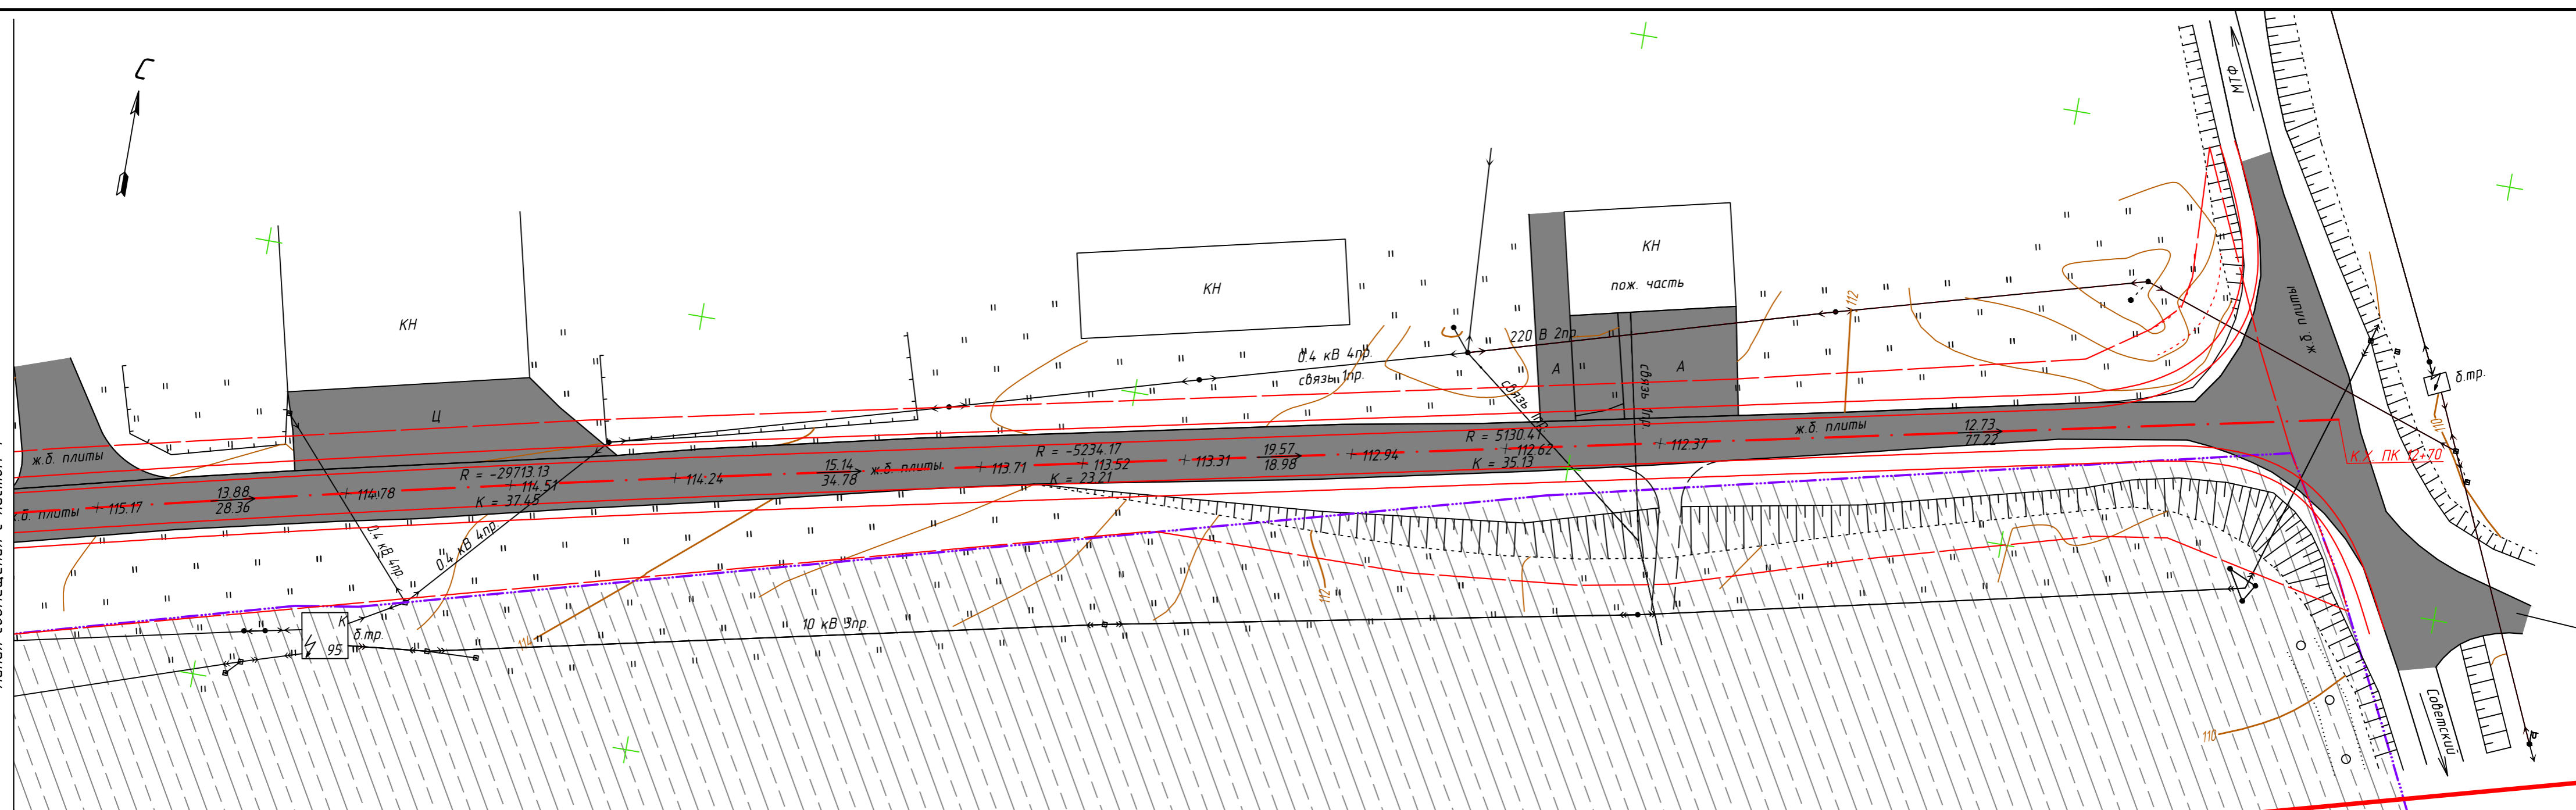 С
МТФ
КН
КН
КН
пож. часть
ж.б. плиты
220 В 2пр.
0.4 кВ 4пр.
связь 1пр.
связь 1пр.
связь 1пр.
А
А
Ц
112
б.тр.
110
ж.б. плиты
ж.б. плиты
115.17
13.88
28.36
114.78
R = -29713.13
114.51
K = 37.45
114.24
15.14
34.78
ж.б. плиты
113.71
R = -5234.17
113.52
K = 23.21
113.31
19.57
18.98
112.94
R = 5130.47
112.62
K = 35.13
112.37
ж.б. плиты
12.73
77.22
К.Х. ПК 12+70
0.4 кВ 4пр.
0.4 кВ 4пр.
112
К
б.тр.
95
114
10 кВ 3пр.
110
Советский